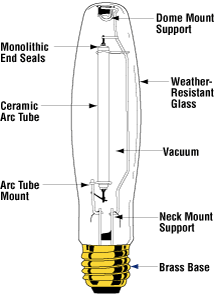 Dome Mount
Support
Monolithic
End Seals
Weather-
Resistant
Glass
Ceramic
Arc Tube
Vacuum
Arc Tube
Mount
Neck Mount
Support
Brass Base